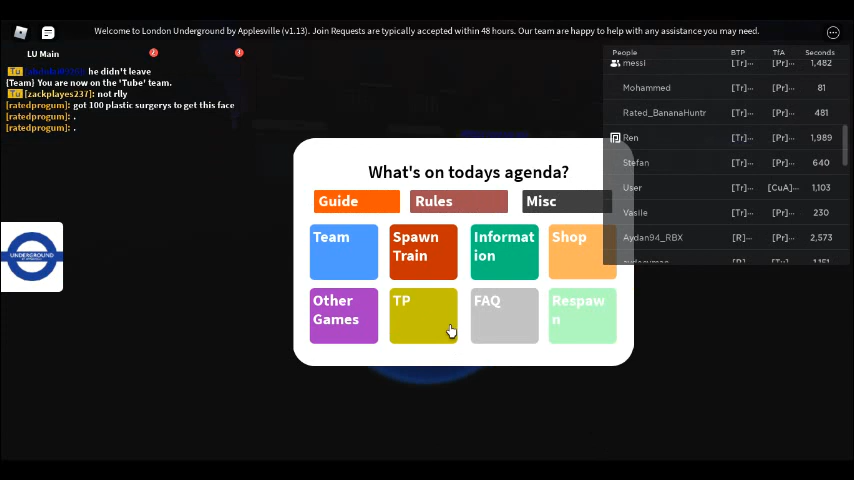 Welcome to London Underground by Applesville (v1.13). Join Requests are typically accepted within 48 hours. Our team are happy to help with any assistance you may need.
LU Main
Tu he didn't leave
{Team} You are now on the 'Tube' team.
Tu [zackplayes237]: not rlly
[ratedprogum]: got 100 plastic surgerys to get this face
[ratedprogum]: .
[ratedprogum]: .
People BTP TfA Seconds
messi [Tr]... [Pr]... 1,482
Mohammed [Tr]... [Pr]... 81
Rated_BananaHuntr [Tr]... [Pr]... 481
Ren [Tr]... [Pr]... 1,989
Stefan [Tr]... [Pr]... 640
User [Tr]... [CuA]... 1,103
Vasile [Tr]... [Pr]... 230
Aydan94_RBX [R]... [Pr]... 2,573
UNDERGROUND
What's on todays agenda?
Guide
Rules
Misc
Team
Spawn
Train
Informat
ion
Shop
Other
Games
TP
FAQ
Respaw
n